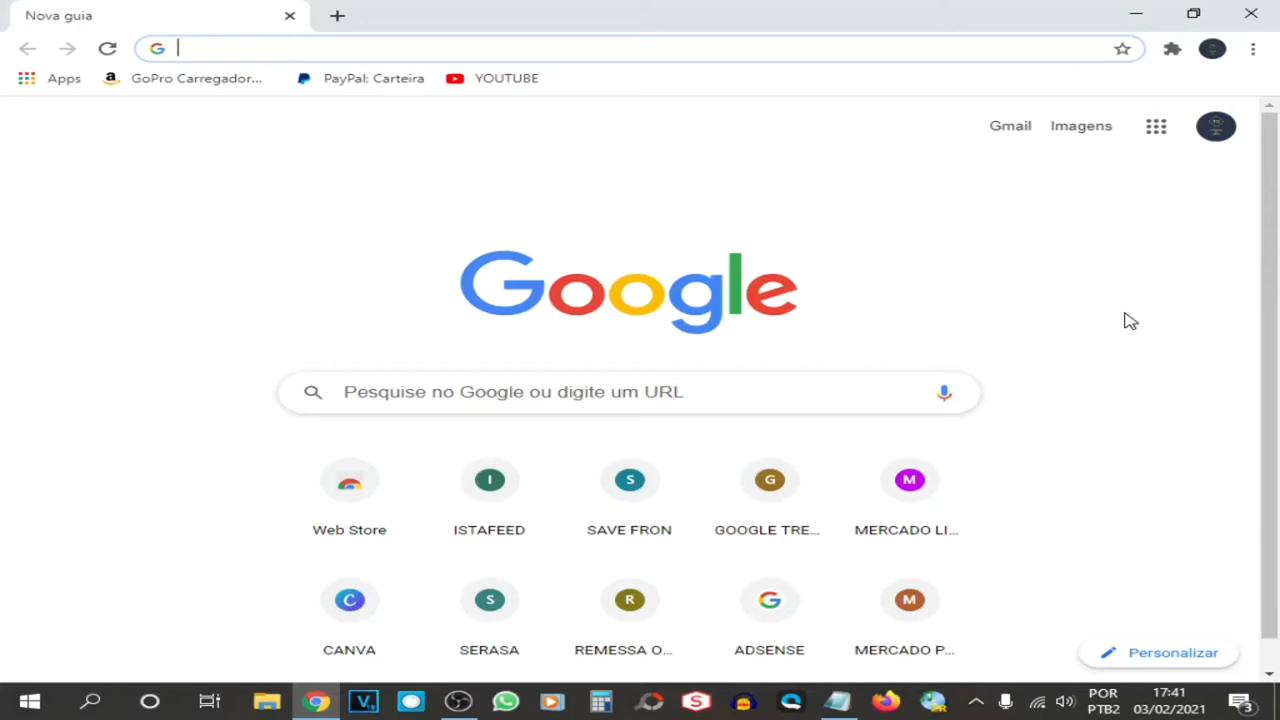 Nova guia
Apps
GoPro Carregador...
PayPal: Carteira
YOUTUBE
Gmail
Imagens
Google
Pesquise no Google ou digite um URL
I
S
G
M
Web Store
ISTAFEED
SAVE FRON
GOOGLE TRE...
MERCADO LI...
C
S
R
G
M
CANVA
SERASA
REMESSA O...
ADSENSE
MERCADO P...
Personalizar
POR
PTB2
17:41
03/02/2021
3